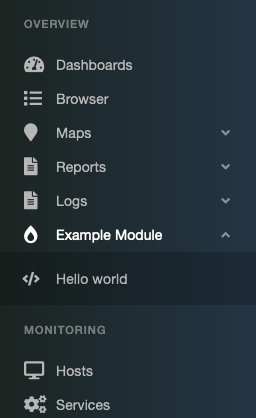 OVERVIEW
Dashboards
Browser
Maps
Reports
Logs
Example Module
Hello world
MONITORING
Hosts
Services